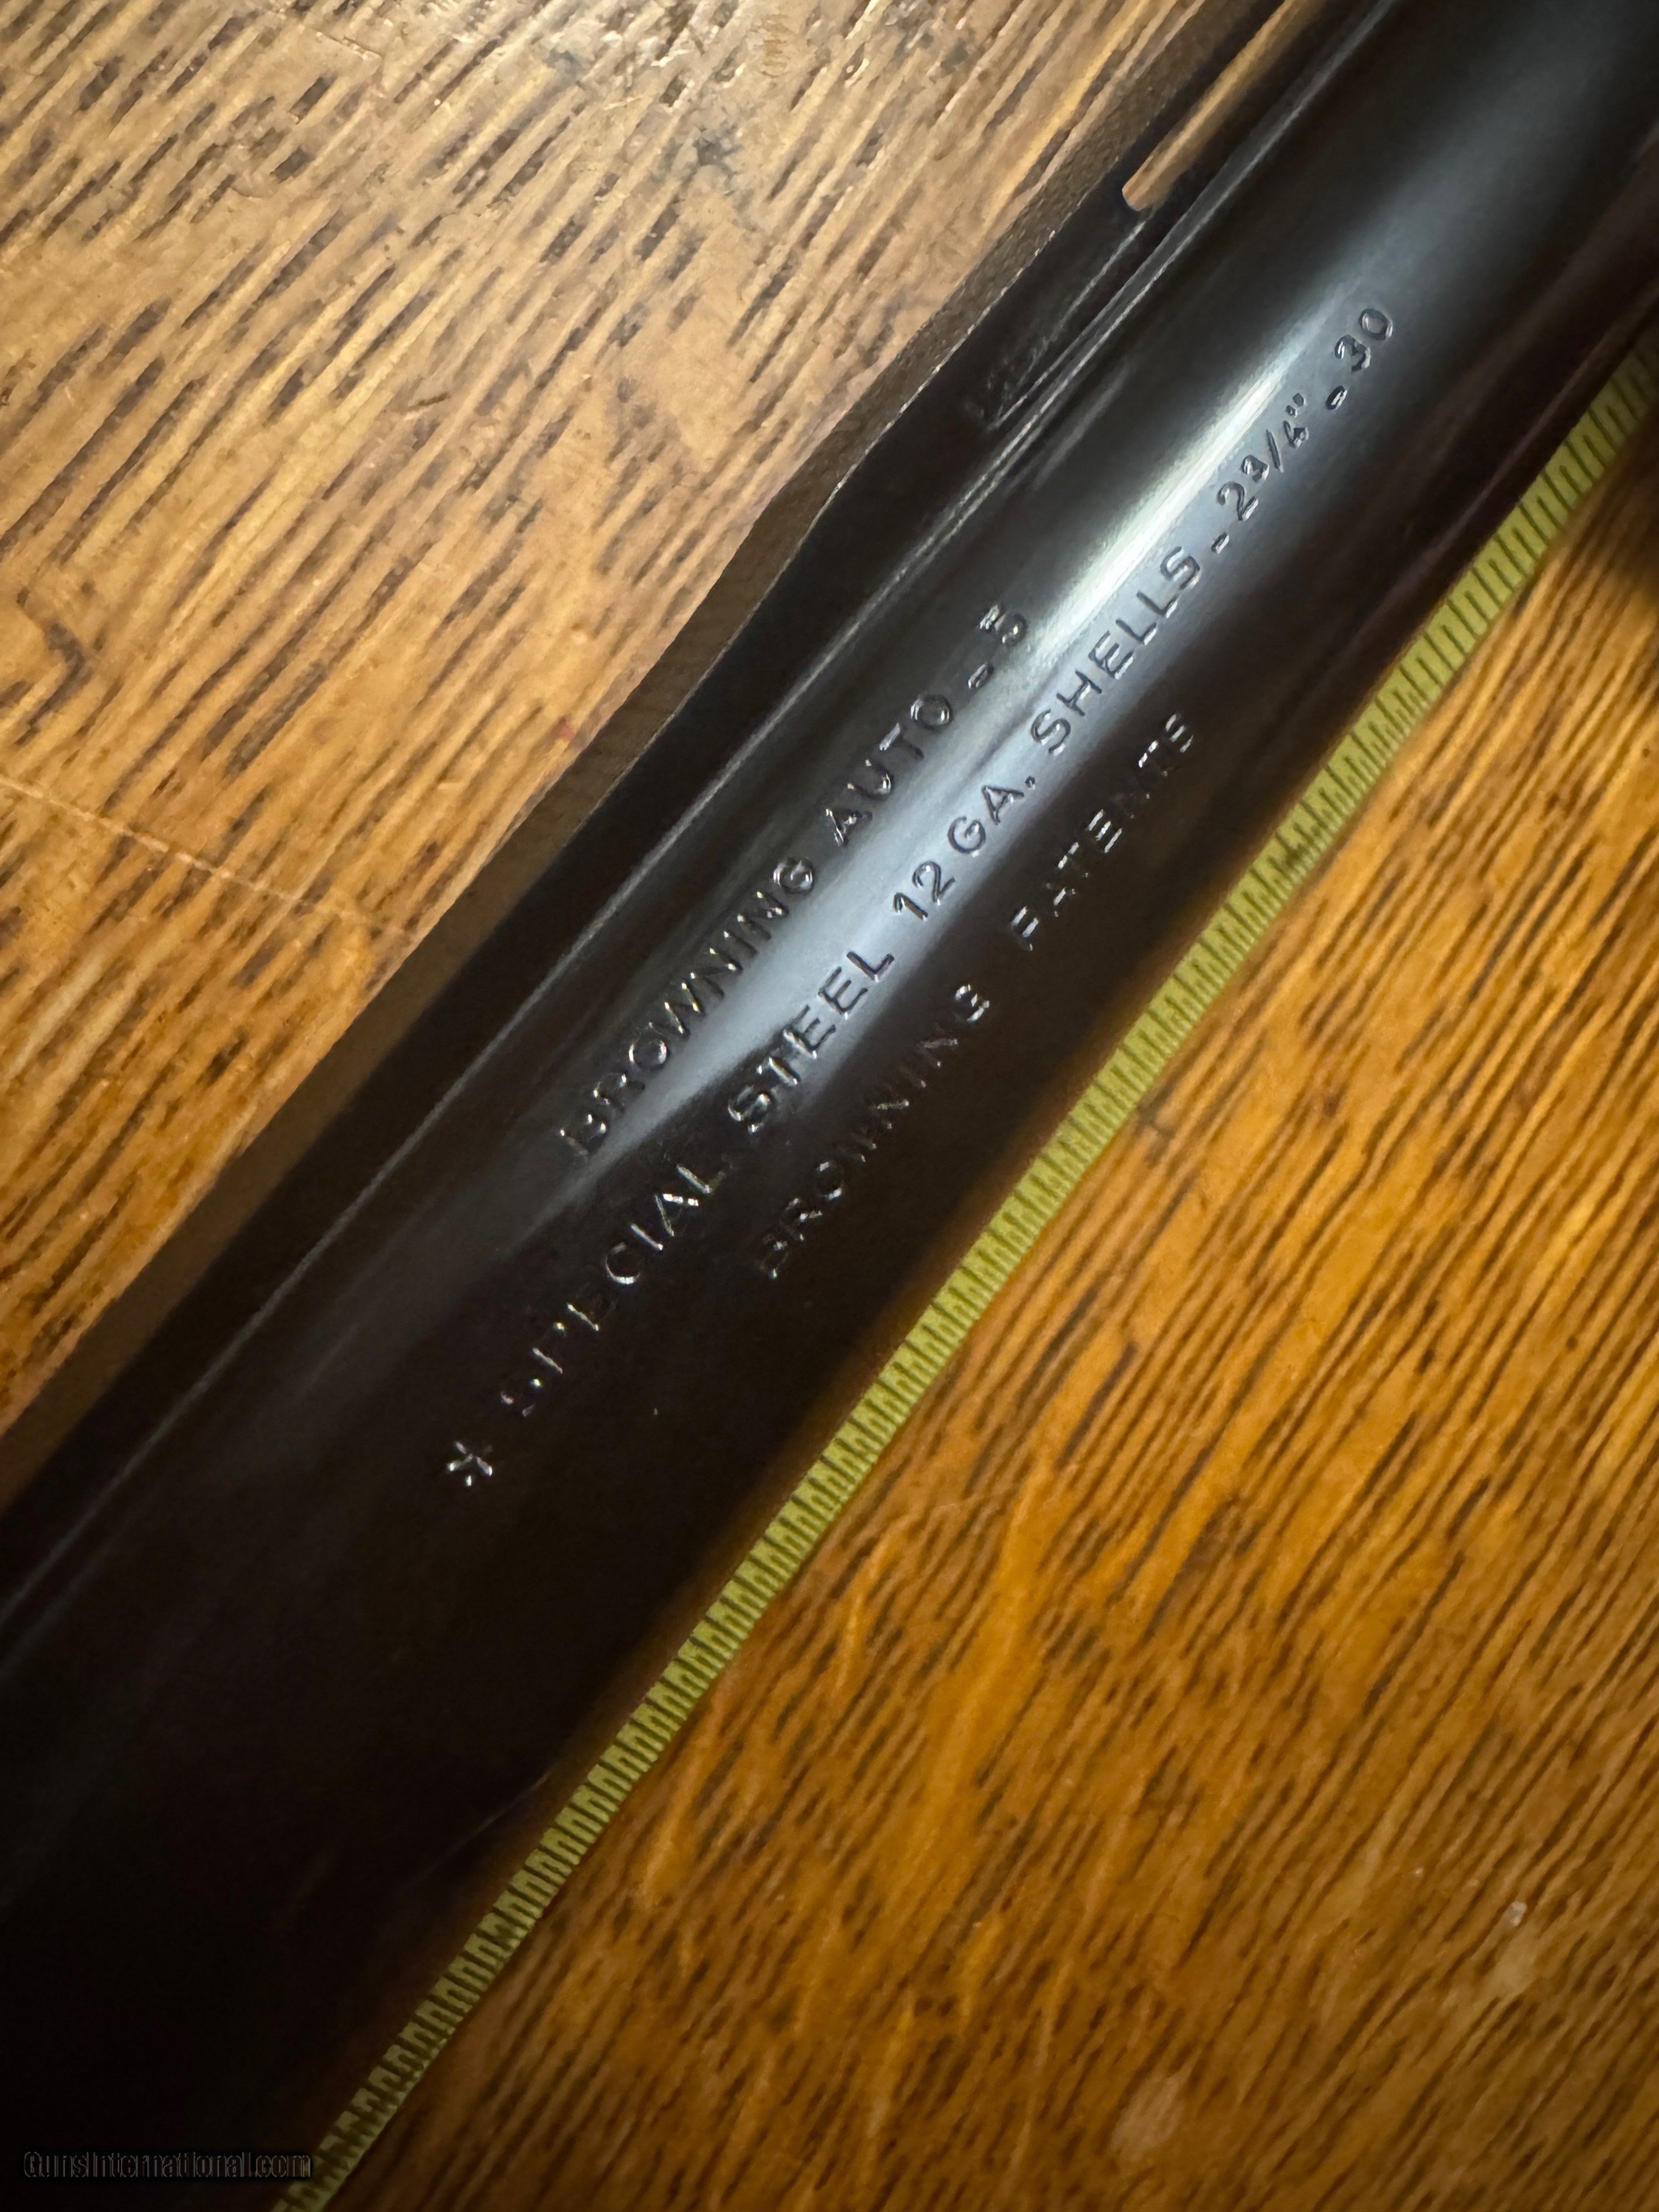 BROWNING AUTO-5
* SPECIAL STEEL 12 GA. SHELLS-2¾"-30
BROWNING PATENTS
GunsInternational.com